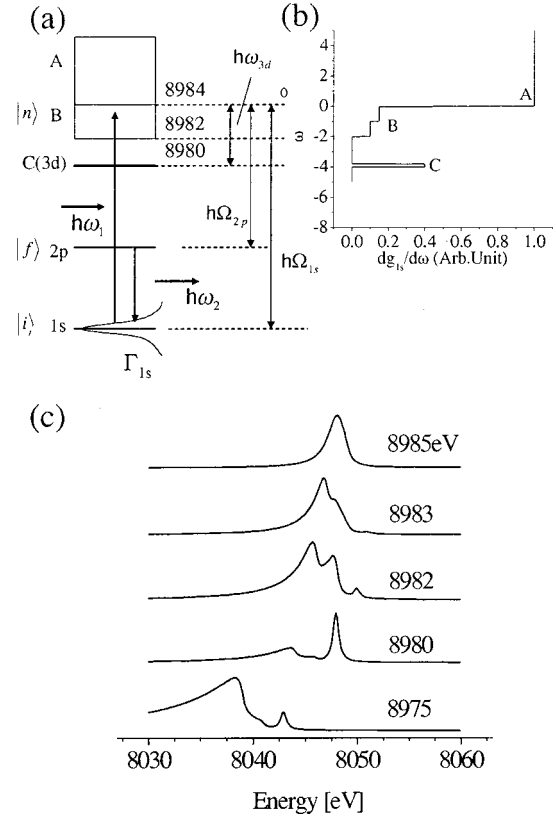 (a)
A
8984
|n⟩ B
8982
8980
C(3d)
hω3d
0
hω1
hΩ2p
|f⟩ 2p
hω2
hΩ1s
|i⟩ 1s
Γ1s
(b)
4
2
0
-2
-4
-6
-8
ω
A
B
C
0.0 0.2 0.4 0.6 0.8 1.0
dg1s/dω (Arb.Unit)
(c)
8985eV
8983
8982
8980
8975
8030 8040 8050 8060
Energy [eV]